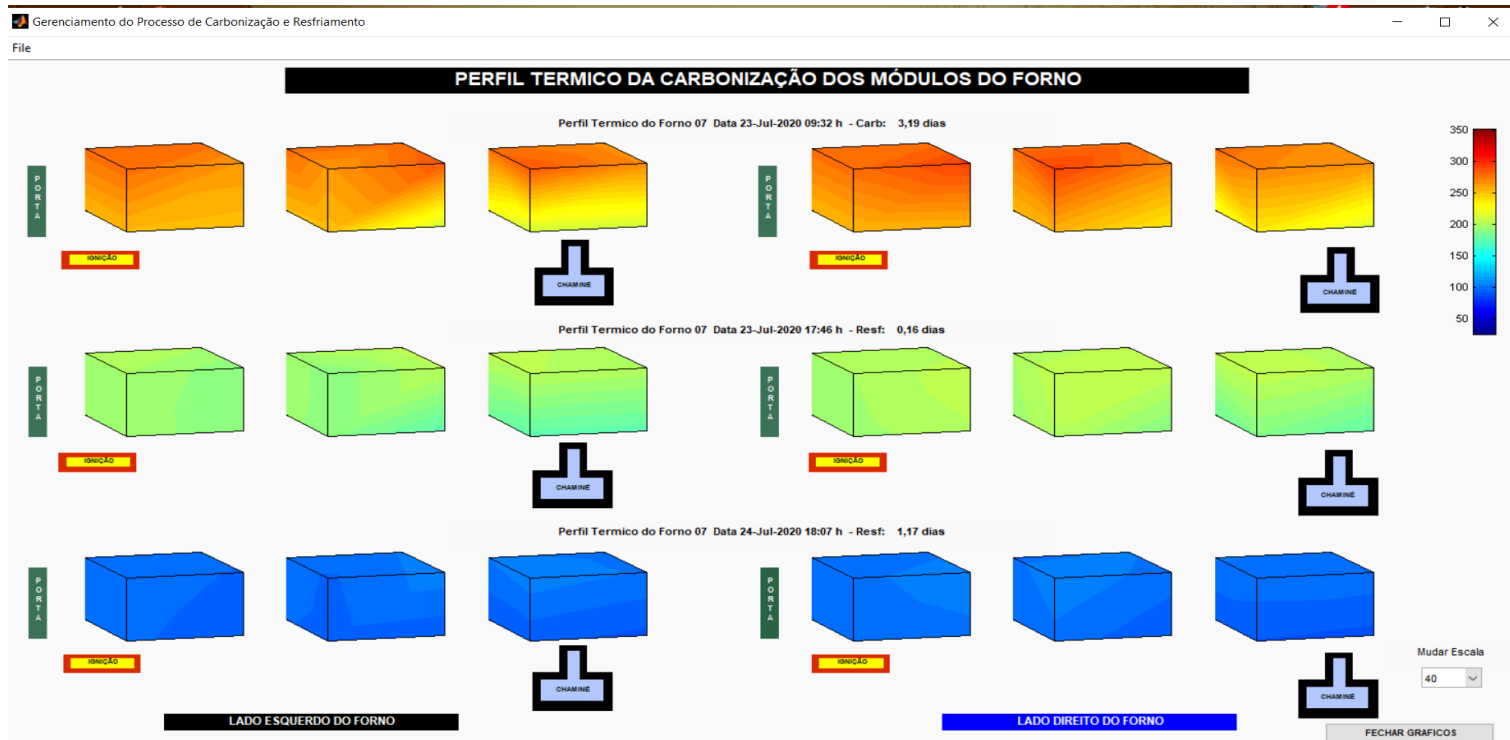 Gerenciamento do Processo de Carbonização e Resfriamento
File
PERFIL TERMICO DA CARBONIZAÇÃO DOS MÓDULOS DO FORNO
Perfil Termico do Forno 07 Data 23-Jul-2020 09:32 h - Carb: 3,19 dias
PORTA
PORTA
IGNIÇÃO
IGNIÇÃO
CHAMINÉ
CHAMINÉ
350
300
250
200
150
100
50
Perfil Termico do Forno 07 Data 23-Jul-2020 17:46 h - Resf: 0,16 dias
PORTA
PORTA
IGNIÇÃO
IGNIÇÃO
CHAMINÉ
CHAMINÉ
Perfil Termico do Forno 07 Data 24-Jul-2020 18:07 h - Resf: 1,17 dias
PORTA
PORTA
IGNIÇÃO
IGNIÇÃO
CHAMINÉ
CHAMINÉ
Mudar Escala
40
LADO ESQUERDO DO FORNO
LADO DIREITO DO FORNO
FECHAR GRAFICOS